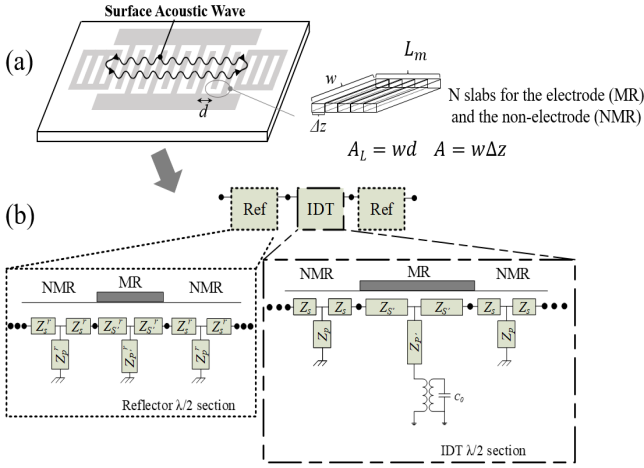 Surface Acoustic Wave
(a)
d
w
L_m
Δz
N slabs for the electrode (MR)
and the non-electrode (NMR)
A_L = wd A = wΔz
(b)
Ref IDT Ref
NMR MR NMR
Z_s^r Z_s^r Z_S'^r Z_S'^r Z_s^r Z_s^r
Z_p^r Z_P'^r Z_p^r
Reflector λ/2 section
NMR MR NMR
Z_s Z_s Z_S' Z_S' Z_s Z_s
Z_p Z_P' Z_p
C_0
IDT λ/2 section